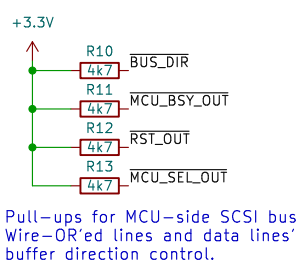 +3.3V
R10
4k7
BUS_DIR
R11
4k7
MCU_BSY_OUT
R12
4k7
RST_OUT
R13
4k7
MCU_SEL_OUT
Pull-ups for MCU-side SCSI bus
Wire-OR'ed lines and data lines'
buffer direction control.